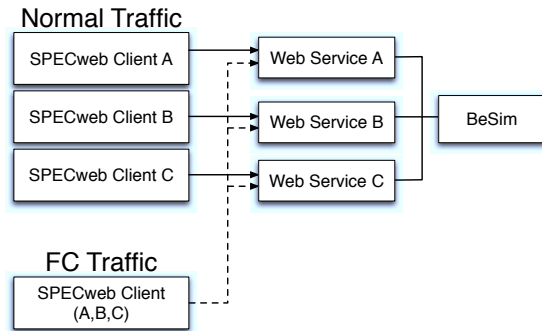 Normal Traffic
SPECweb Client A
Web Service A
SPECweb Client B
Web Service B
BeSim
SPECweb Client C
Web Service C
FC Traffic
SPECweb Client
(A,B,C)